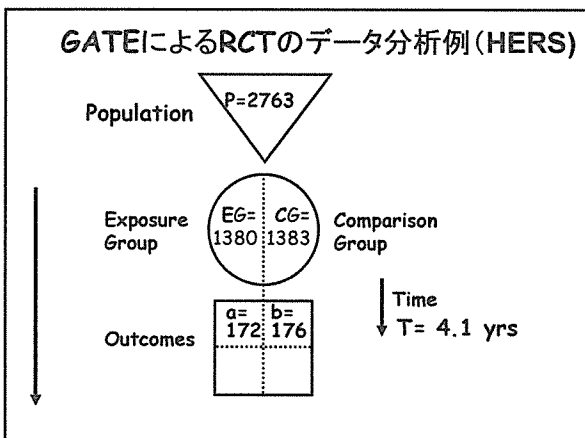 GATEによるRCTのデータ分析例(HERS)
P=2763
Population
EG= CG=
1380 1383
Exposure
Group
Comparison
Group
a= b=
172 176
Outcomes
Time
T= 4.1 yrs